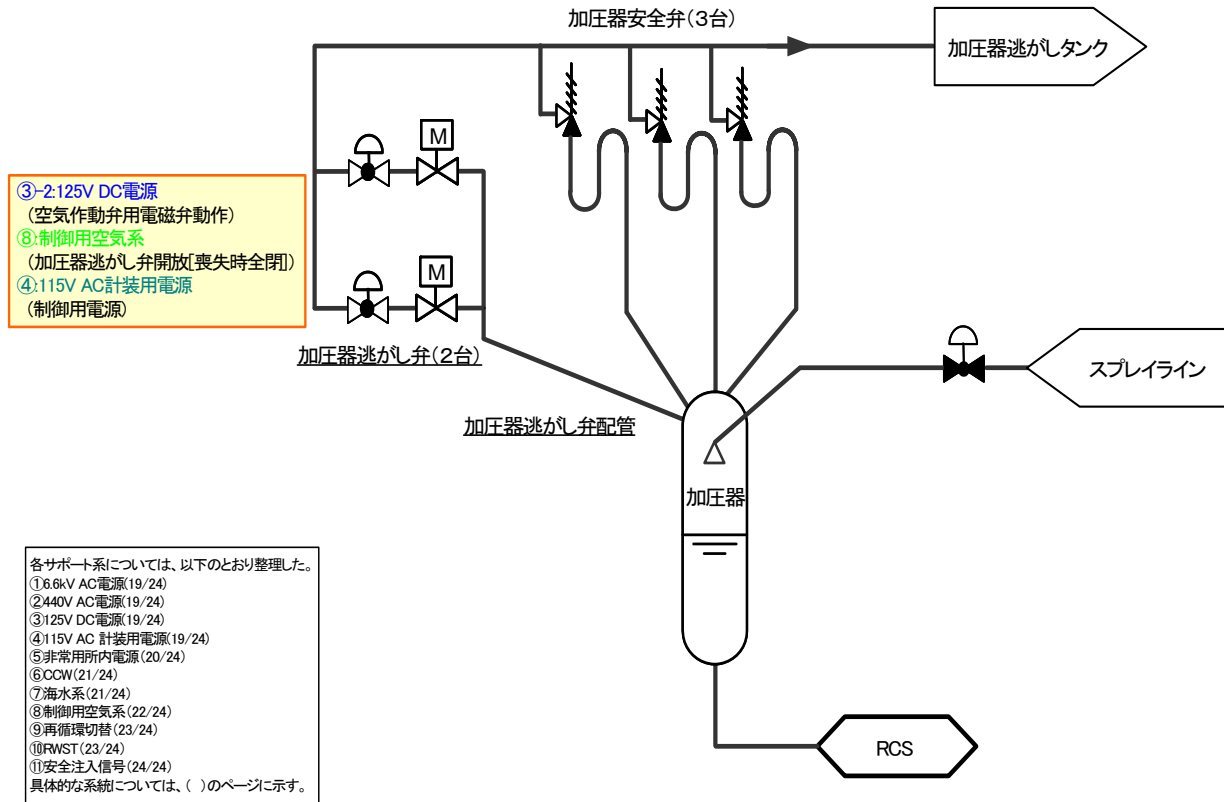 加圧器安全弁(3台)
加圧器逃がしタンク
M
③-2:125V DC電源
(空気作動弁用電磁弁動作)
⑧:制御用空気系
(加圧器逃がし弁開放[喪失時全閉])
④:115V AC計装用電源
(制御用電源)
M
加圧器逃がし弁(2台)
スプレイライン
加圧器逃がし弁配管
加圧器
各サポート系については、以下のとおり整理した。
①6.6kV AC電源(19/24)
②440V AC電源(19/24)
③125V DC電源(19/24)
④115V AC 計装用電源(19/24)
⑤非常用所内電源(20/24)
⑥CCW(21/24)
⑦海水系(21/24)
⑧制御用空気系(22/24)
⑨再循環切替(23/24)
⑩RWST(23/24)
⑪安全注入信号(24/24)
具体的な系統については、( )のページに示す。
RCS